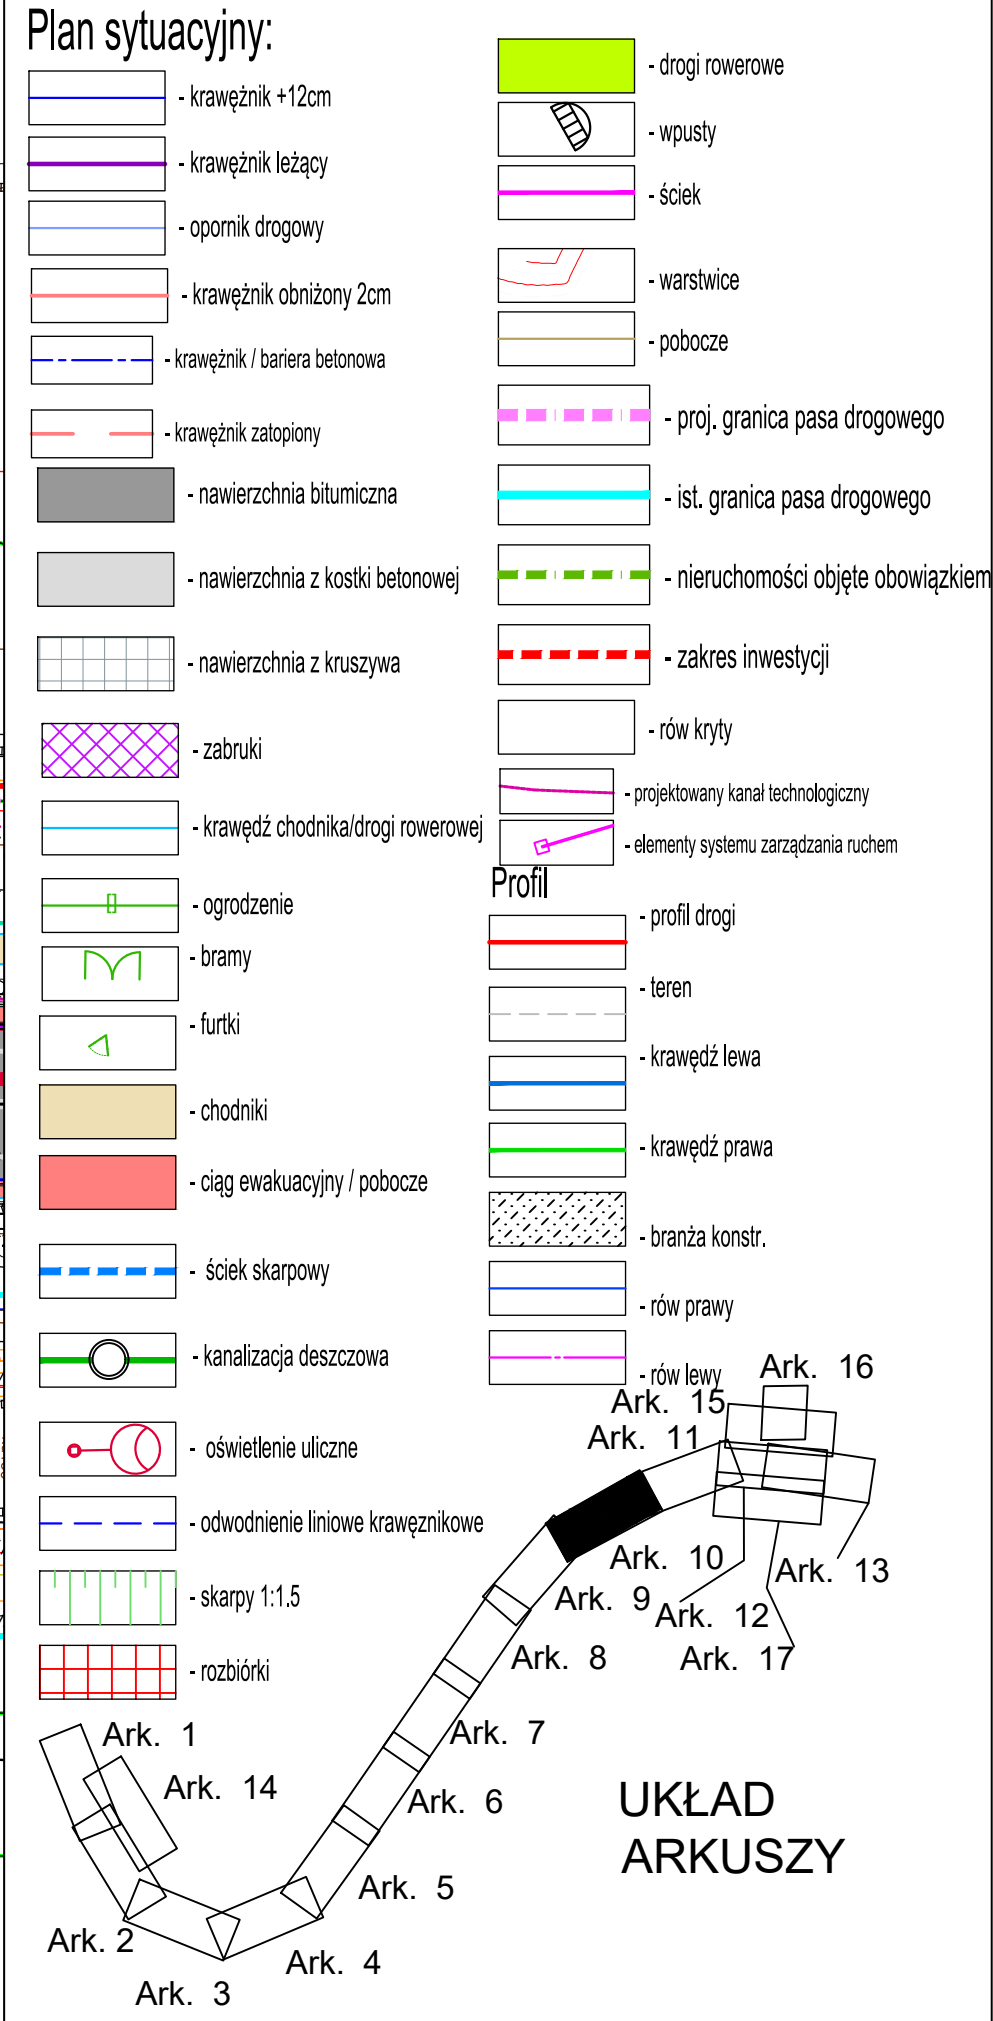 Plan sytuacyjny:
- krawężnik +12cm
- krawężnik leżący
- opornik drogowy
- krawężnik obniżony 2cm
- krawężnik / bariera betonowa
- krawężnik zatopiony
- nawierzchnia bitumiczna
- nawierzchnia z kostki betonowej
- nawierzchnia z kruszywa
- zabruki
- krawędź chodnika/drogi rowerowej
- ogrodzenie
- bramy
- furtki
- chodniki
- ciąg ewakuacyjny / pobocze
- ściek skarpowy
- kanalizacja deszczowa
- oświetlenie uliczne
- odwodnienie liniowe krawęznikowe
- skarpy 1:1.5
- rozbiórki
- drogi rowerowe
- wpusty
- ściek
- warstwice
- pobocze
- proj. granica pasa drogowego
- ist. granica pasa drogowego
- nieruchomości objęte obowiązkiem
- zakres inwestycji
- rów kryty
- projektowany kanał technologiczny
- elementy systemu zarządzania ruchem
Profil
- profil drogi
- teren
- krawędź lewa
- krawędź prawa
- branża konstr.
- rów prawy
- rów lewy
Ark. 16
Ark. 15
Ark. 11
Ark. 10
Ark. 13
Ark. 9
Ark. 12
Ark. 8
Ark. 17
Ark. 7
Ark. 1
Ark. 14
Ark. 6
Ark. 5
Ark. 2
Ark. 4
Ark. 3
UKŁAD
ARKUSZY